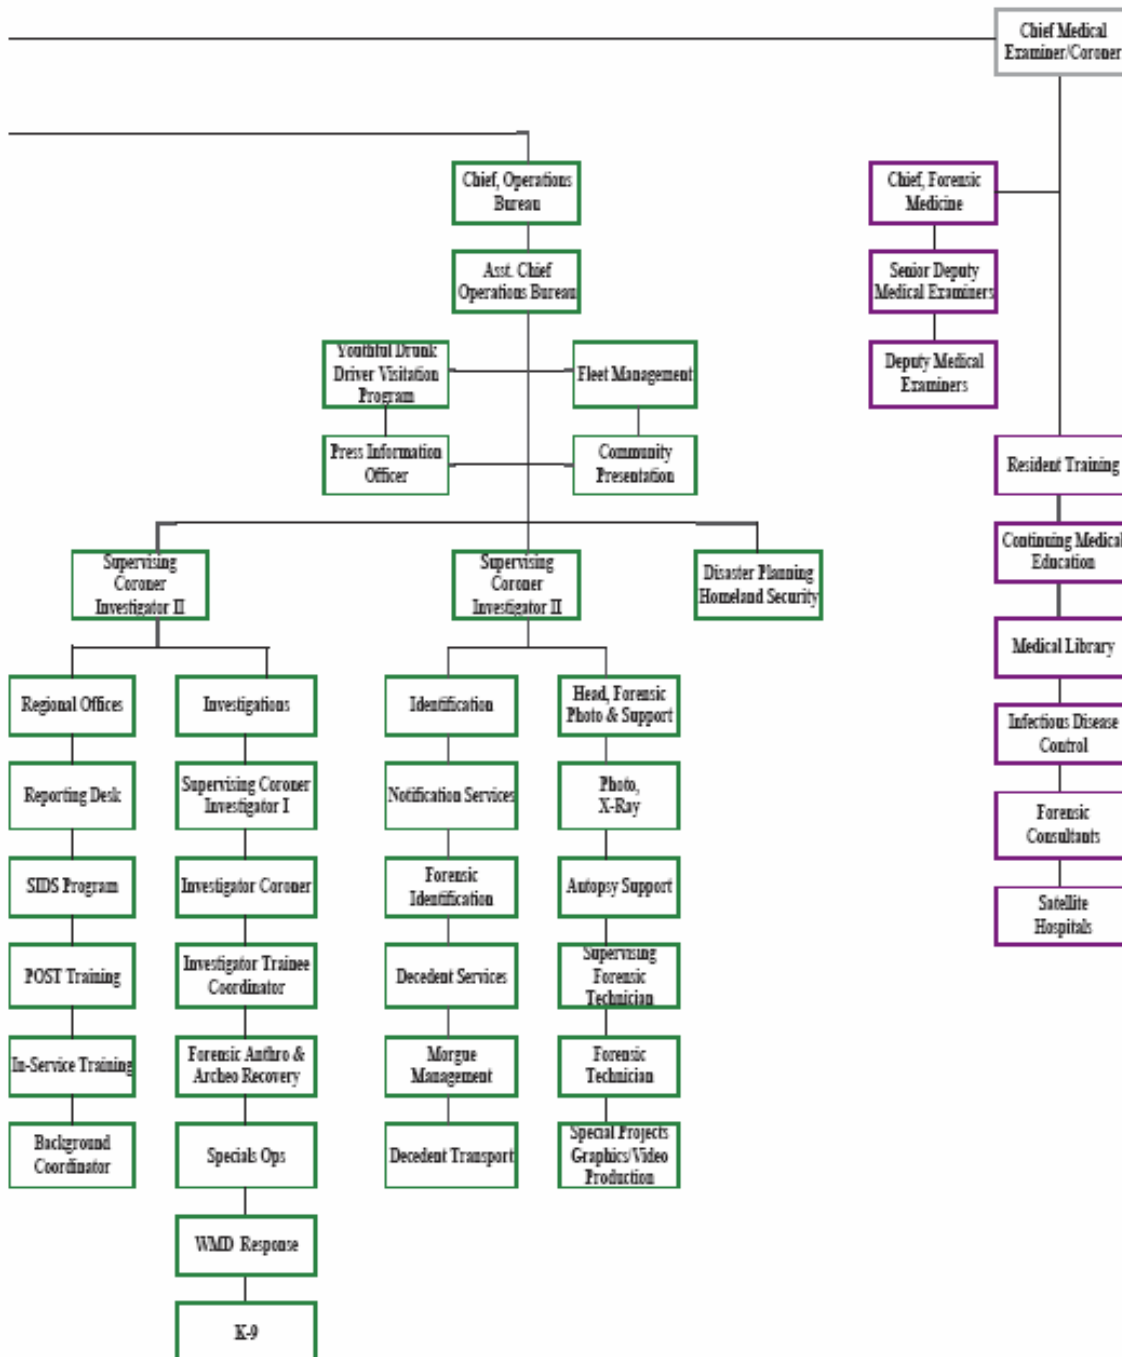 Chief Medical
Examiner/Coroner
Chief, Operations
Bureau
Chief, Forensic
Medicine
Asst. Chief
Operations Bureau
Senior Deputy
Medical Examiners
Youthful Drunk
Driver Visitation
Program
Fleet Management
Deputy Medical
Examiners
Press Information
Officer
Community
Presentation
Resident Training
Continuing Medical
Education
Supervising
Coroner
Investigator II
Supervising
Coroner
Investigator II
Disaster Planning
Homeland Security
Medical Library
Regional Offices
Investigations
Identification
Head, Forensic
Photo & Support
Infectious Disease
Control
Reporting Desk
Supervising Coroner
Investigator I
Notification Services
Photo,
X-Ray
Forensic
Consultants
SIDS Program
Investigator Coroner
Forensic
Identification
Autopsy Support
Satellite
Hospitals
POST Training
Investigator Trainee
Coordinator
Decedent Services
Supervising
Forensic
Technician
In-Service Training
Forensic Anthro &
Archeo Recovery
Morgue
Management
Forensic
Technician
Background
Coordinator
Specials Ops
Decedent Transport
Special Projects
Graphics/Video
Production
WMD Response
K-9